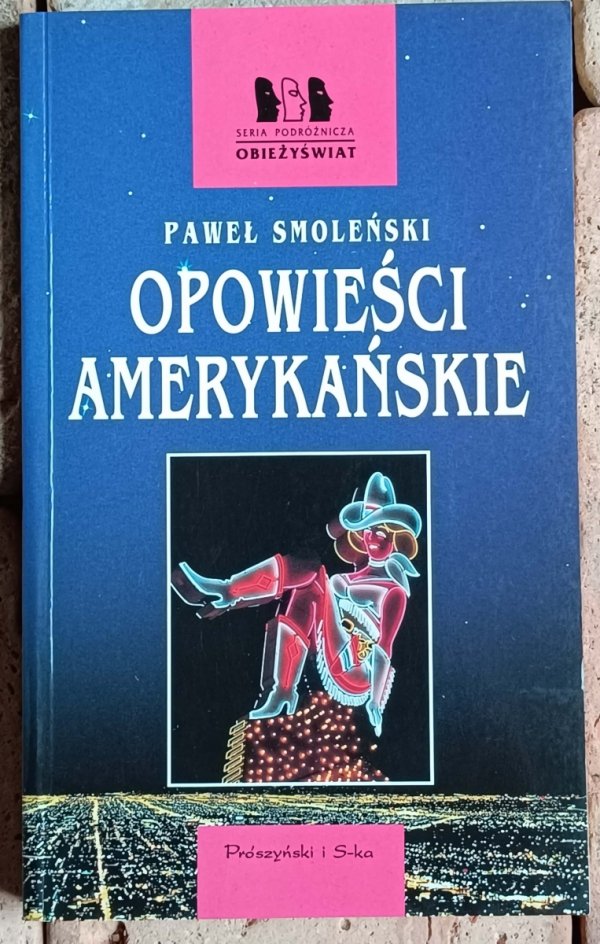 SERIA PODRÓŻNICZA
OBIEŻYŚWIAT
PAWEŁ SMOLEŃSKI
OPOWIEŚCI
AMERYKAŃSKIE
Prószyński i S-ka